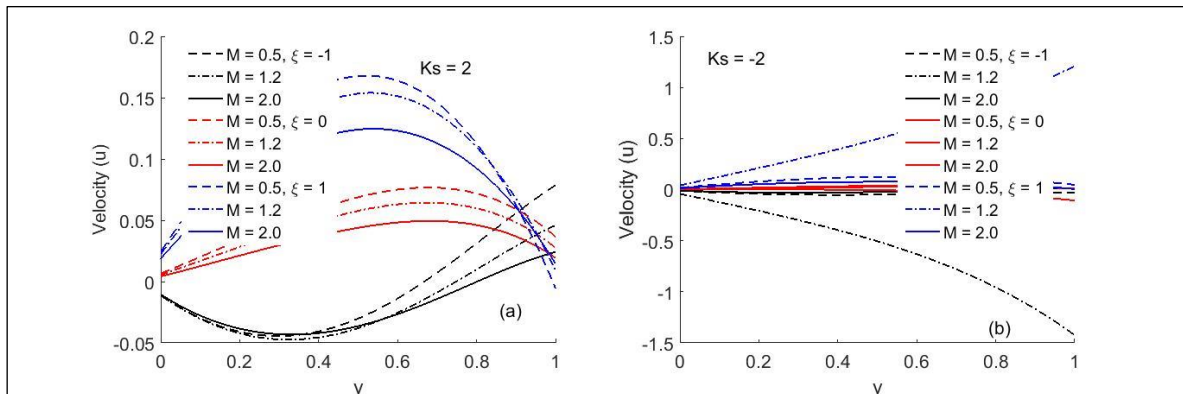 0.2
0.15
0.1
0.05
0
-0.05
Velocity (u)
M = 0.5, ξ = -1
M = 1.2
M = 2.0
M = 0.5, ξ = 0
M = 1.2
M = 2.0
M = 0.5, ξ = 1
M = 1.2
M = 2.0
Ks = 2
(a)
0 0.2 0.4 0.6 0.8 1
y
1.5
1
0.5
0
-0.5
-1
-1.5
Velocity (u)
Ks = -2
M = 0.5, ξ = -1
M = 1.2
M = 2.0
M = 0.5, ξ = 0
M = 1.2
M = 2.0
M = 0.5, ξ = 1
M = 1.2
M = 2.0
(b)
0 0.2 0.4 0.6 0.8 1
y